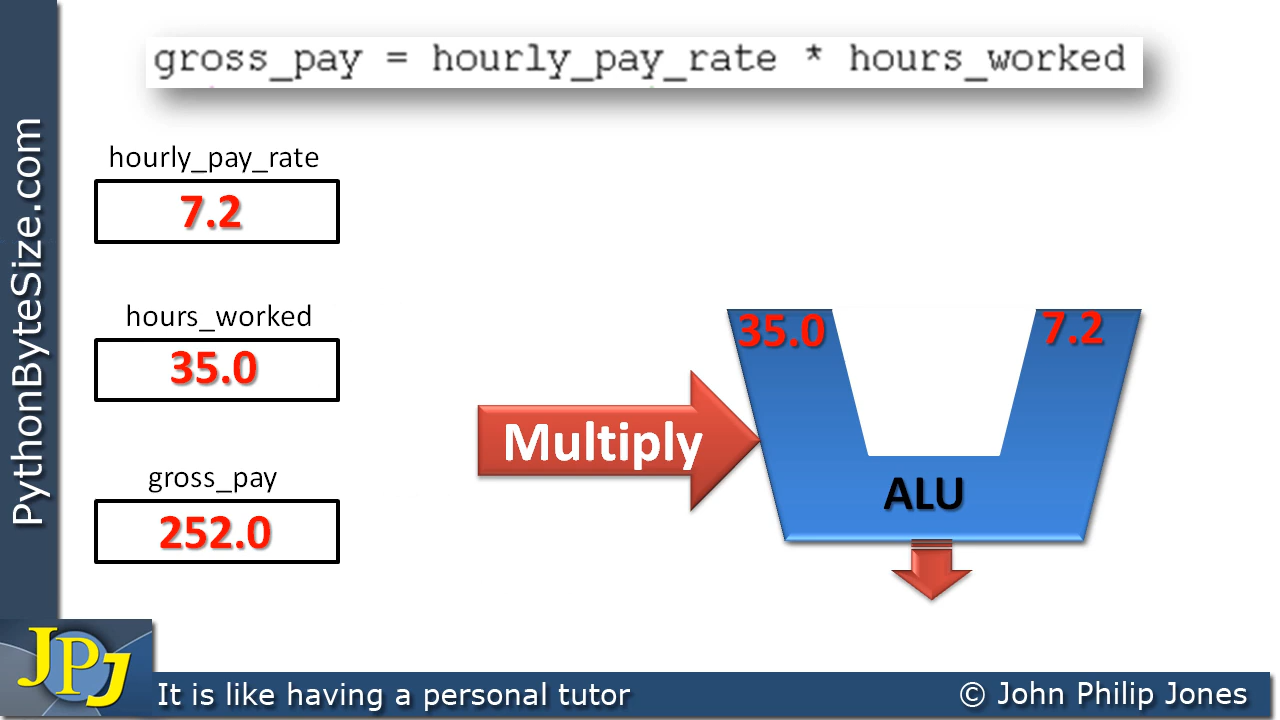 gross_pay = hourly_pay_rate * hours_worked
hourly_pay_rate
7.2
hours_worked
35.0
gross_pay
252.0
35.0
7.2
Multiply
ALU
PythonByteSize.com
JPJ
It is like having a personal tutor
© John Philip Jones